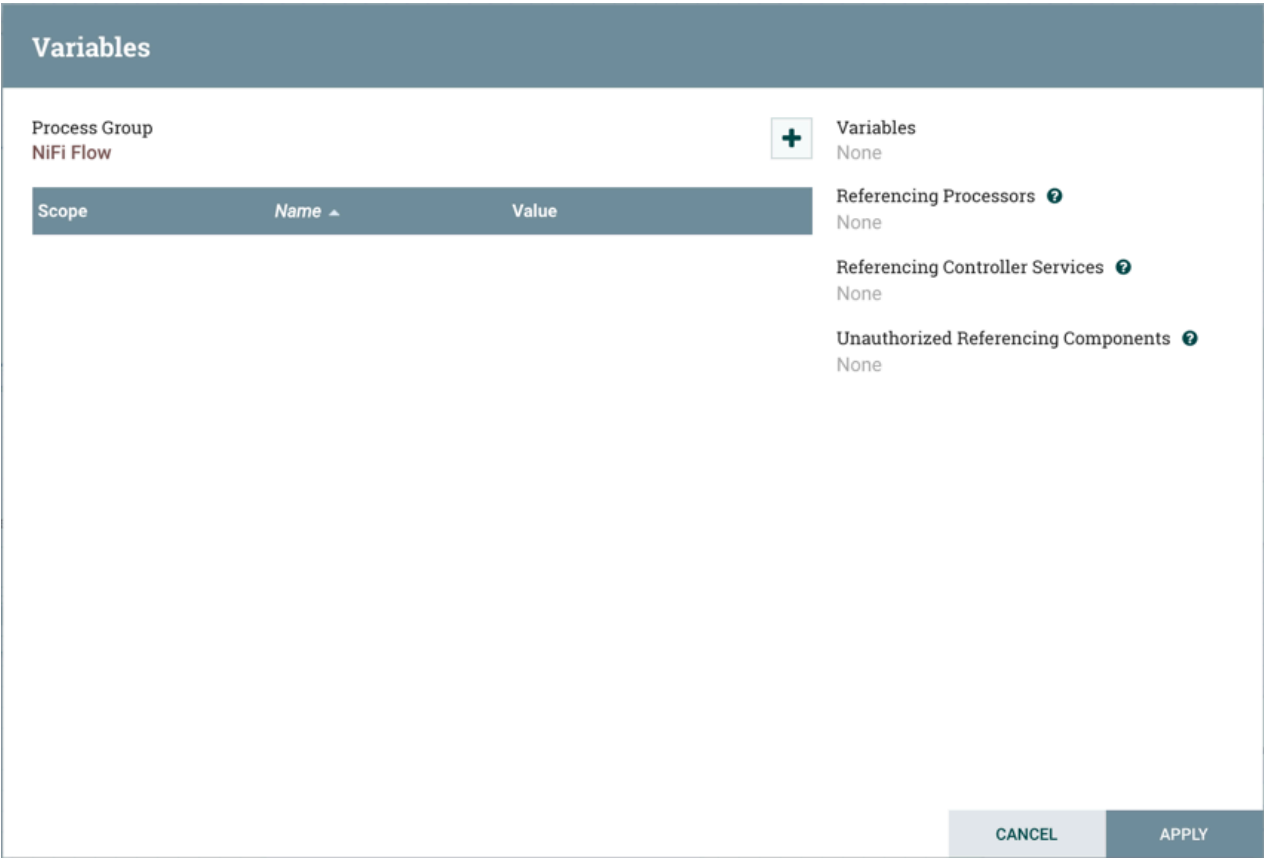 Variables
Process Group
NiFi Flow
Scope Name Value
Variables
None
Referencing Processors
None
Referencing Controller Services
None
Unauthorized Referencing Components
None
CANCEL APPLY